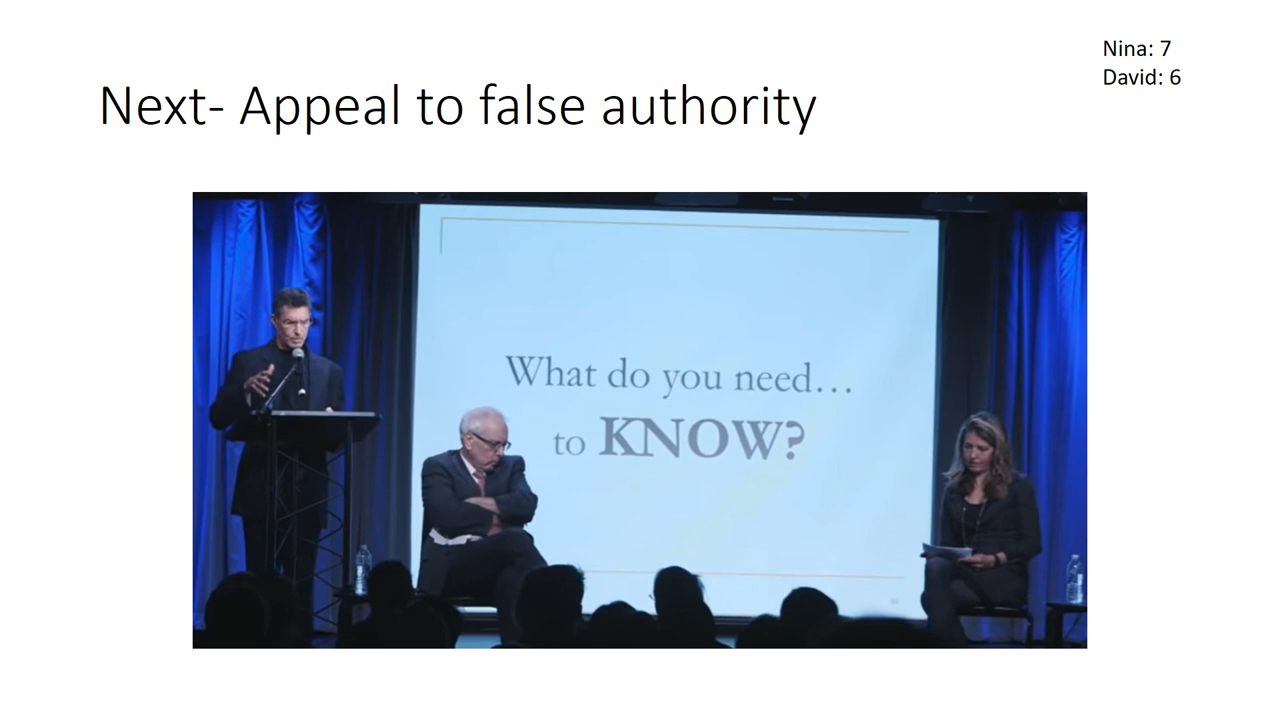 Nina: 7
David: 6
Next- Appeal to false authority
What do you need…
to KNOW?